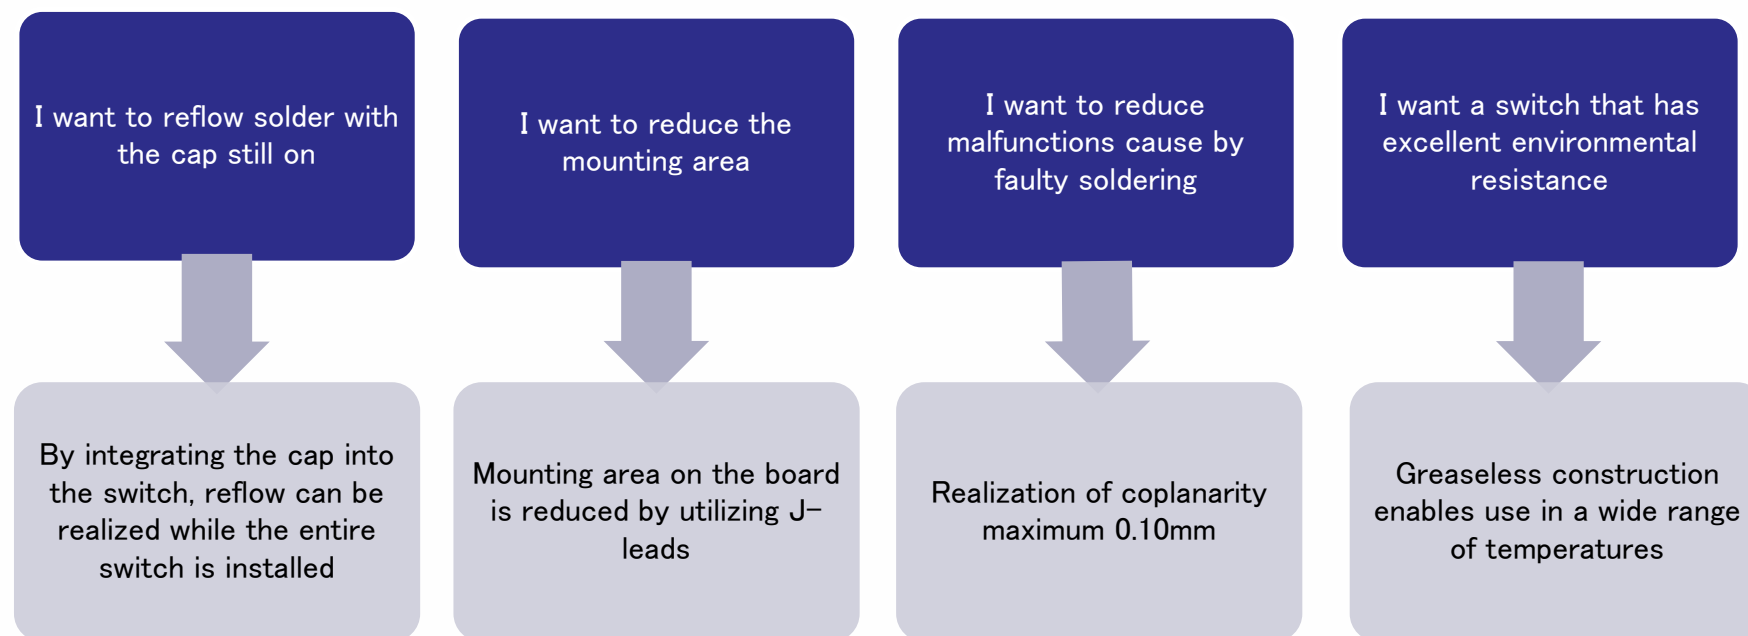 I want to reflow solder with
the cap still on
I want to reduce the
mounting area
I want to reduce
malfunctions cause by
faulty soldering
I want a switch that has
excellent environmental
resistance
By integrating the cap into
the switch, reflow can be
realized while the entire
switch is installed
Mounting area on the board
is reduced by utilizing J-
leads
Realization of coplanarity
maximum 0.10mm
Greaseless construction
enables use in a wide range
of temperatures